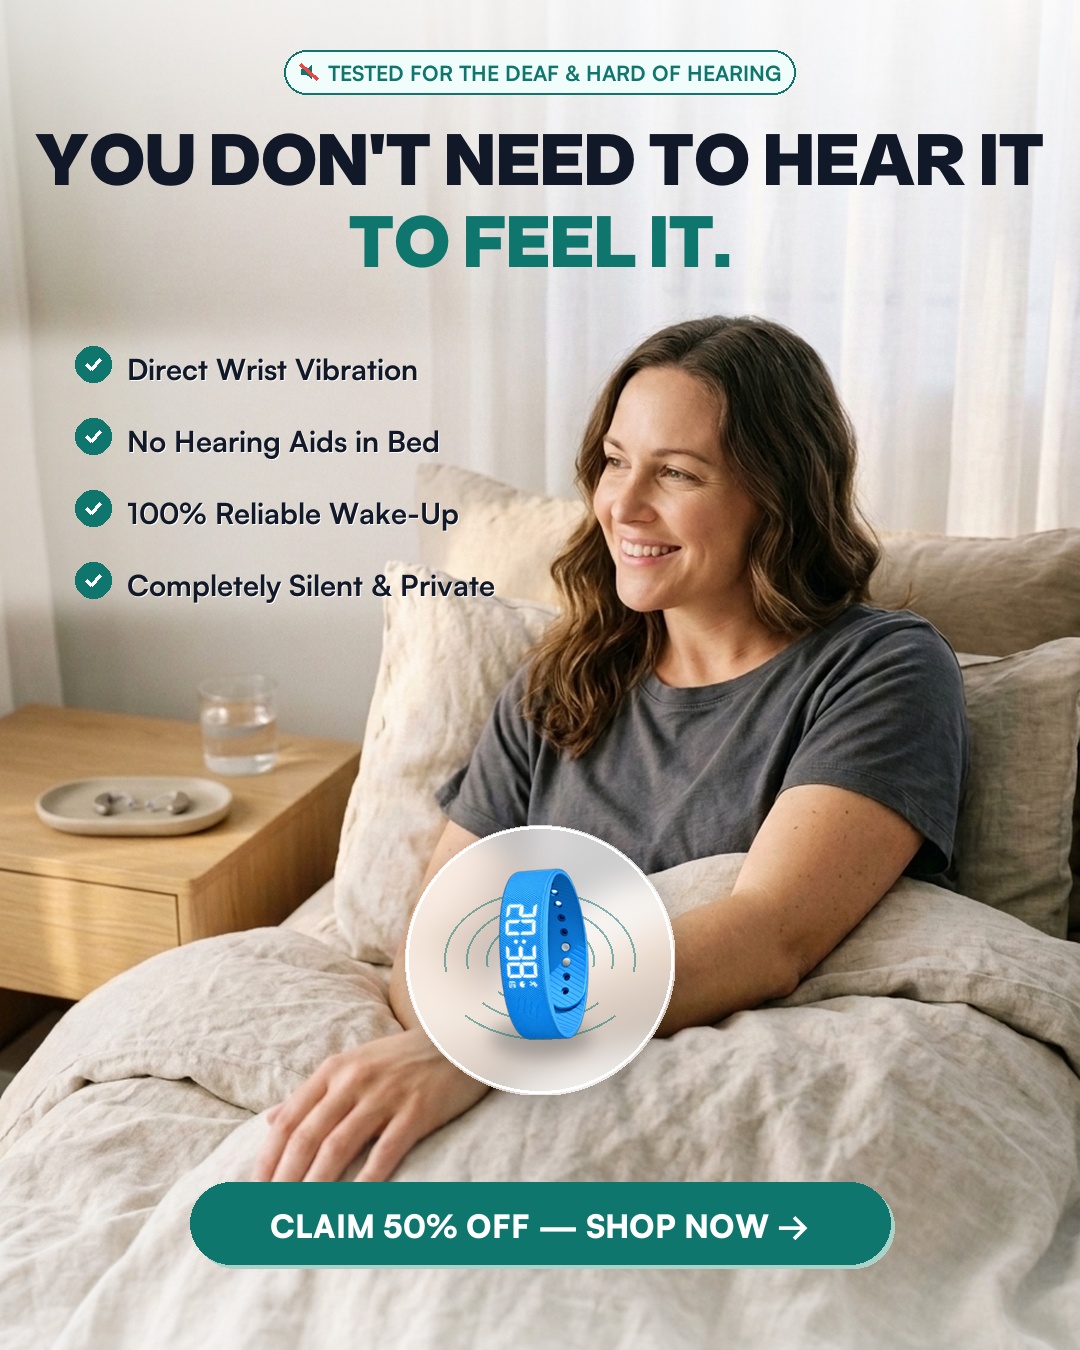 TESTED FOR THE DEAF & HARD OF HEARING
YOU DON'T NEED TO HEAR IT
TO FEEL IT.
Direct Wrist Vibration
No Hearing Aids in Bed
100% Reliable Wake-Up
Completely Silent & Private
20:38
CLAIM 50% OFF — SHOP NOW →